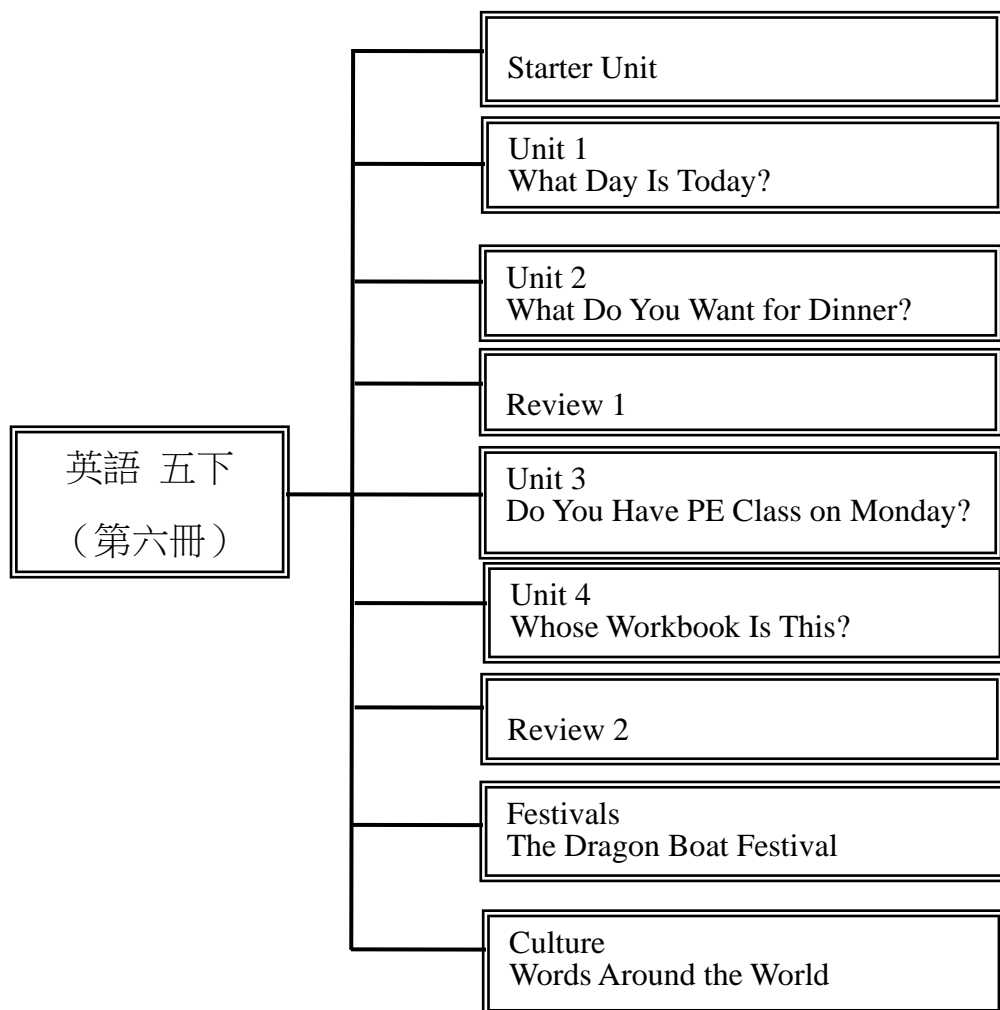 Starter Unit
Unit 1
What Day Is Today?
Unit 2
What Do You Want for Dinner?
Review 1
英語 五下
（第六冊）
Unit 3
Do You Have PE Class on Monday?
Unit 4
Whose Workbook Is This?
Review 2
Festivals
The Dragon Boat Festival
Culture
Words Around the World